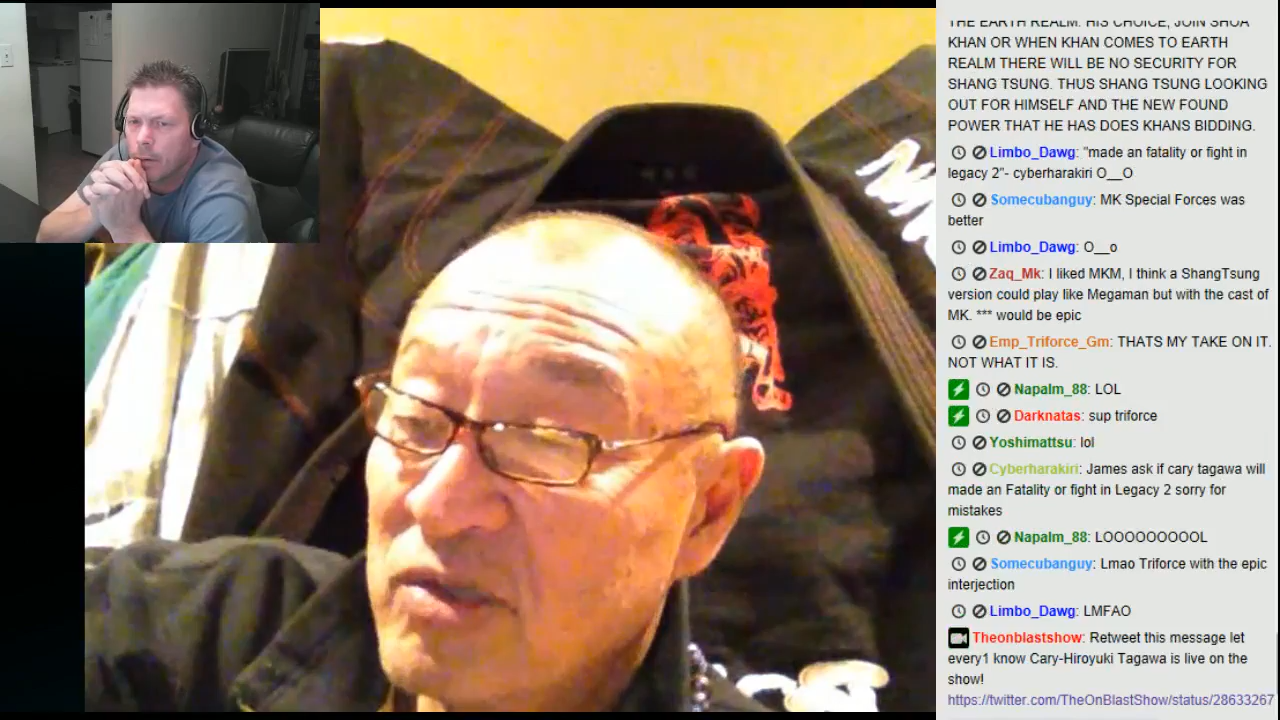 THE EARTH REALM. HIS CHOICE, JOIN SHOA
KHAN OR WHEN KHAN COMES TO EARTH
REALM THERE WILL BE NO SECURITY FOR
SHANG TSUNG. THUS SHANG TSUNG LOOKING
OUT FOR HIMSELF AND THE NEW FOUND
POWER THAT HE HAS DOES KHANS BIDDING.
Limbo_Dawg: "made an fatality or fight in
legacy 2"- cyberharakiri O__O
Somecubanguy: MK Special Forces was
better
Limbo_Dawg: O__o
Zaq_Mk: I liked MKM, I think a ShangTsung
version could play like Megaman but with the cast of
MK. *** would be epic
Emp_Triforce_Gm: THATS MY TAKE ON IT.
NOT WHAT IT IS.
Napalm_88: LOL
Darknatas: sup triforce
Yoshimattsu: lol
Cyberharakiri: James ask if cary tagawa will
made an Fatality or fight in Legacy 2 sorry for
mistakes
Napalm_88: LOOOOOOOOOL
Somecubanguy: Lmao Triforce with the epic
interjection
Limbo_Dawg: LMFAO
Theonblastshow: Retweet this message let
every1 know Cary-Hiroyuki Tagawa is live on the
show!
https://twitter.com/TheOnBlastShow/status/28633267